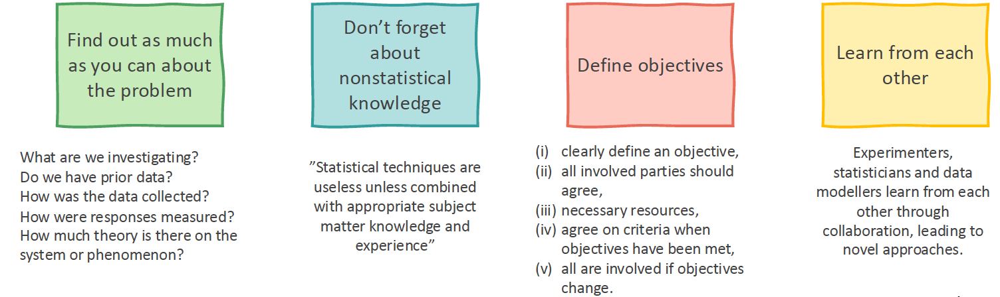 Find out as much
as you can about
the problem
What are we investigating?
Do we have prior data?
How was the data collected?
How were responses measured?
How much theory is there on the
system or phenomenon?
Don’t forget
about
nonstatistical
knowledge
”Statistical techniques are
useless unless combined
with appropriate subject
matter knowledge and
experience”
Define objectives
(i) clearly define an objective,
(ii) all involved parties should
agree,
(iii) necessary resources,
(iv) agree on criteria when
objectives have been met,
(v) all are involved if objectives
change.
Learn from each
other
Experimenters,
statisticians and data
modellers learn from each
other through
collaboration, leading to
novel approaches.